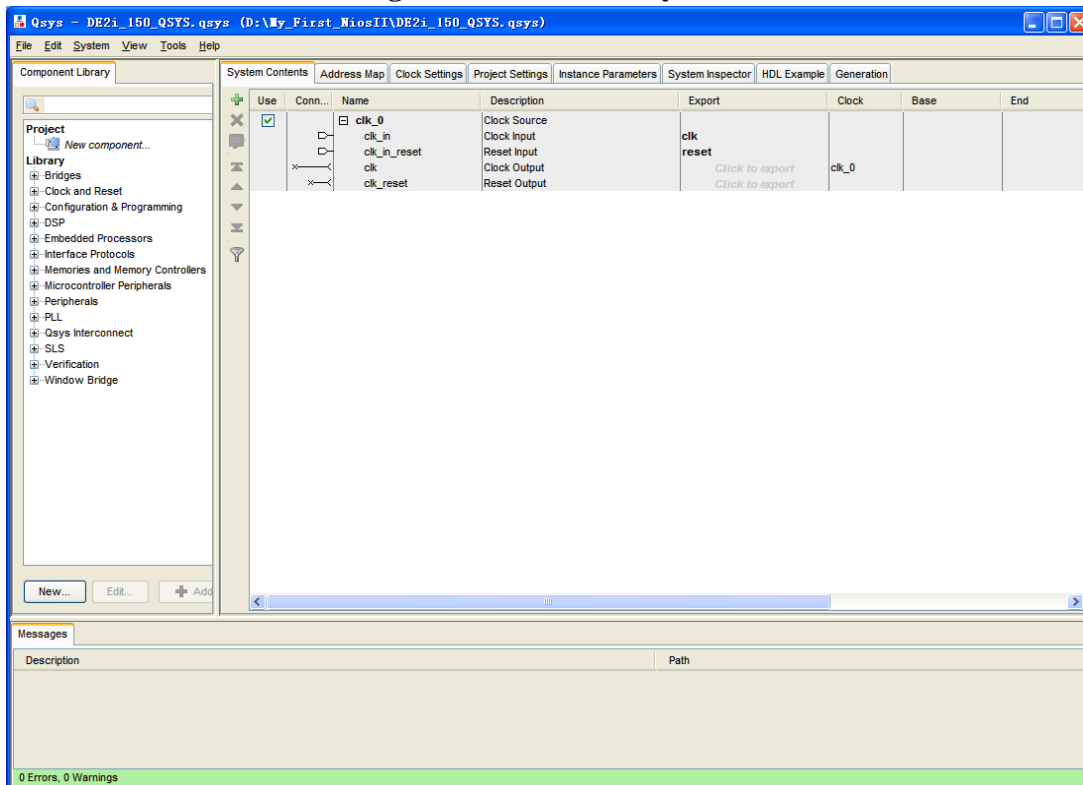 Qsys - DE2i_150_QSYS.qsys (D:\My_First_NiosII\DE2i_150_QSYS.qsys)
File Edit System View Tools Help
Component Library
System Contents Address Map Clock Settings Project Settings Instance Parameters System Inspector HDL Example Generation
Use Conn... Name Description Export Clock Base End
clk_0 Clock Source
clk_in Clock Input clk
clk_in_reset Reset Input reset
clk Clock Output Click to export clk_0
clk_reset Reset Output Click to export
Project
New component...
Library
Bridges
Clock and Reset
Configuration & Programming
DSP
Embedded Processors
Interface Protocols
Memories and Memory Controllers
Microcontroller Peripherals
Peripherals
PLL
Qsys Interconnect
SLS
Verification
Window Bridge
New... Edit... Add
Messages
Description Path
0 Errors, 0 Warnings